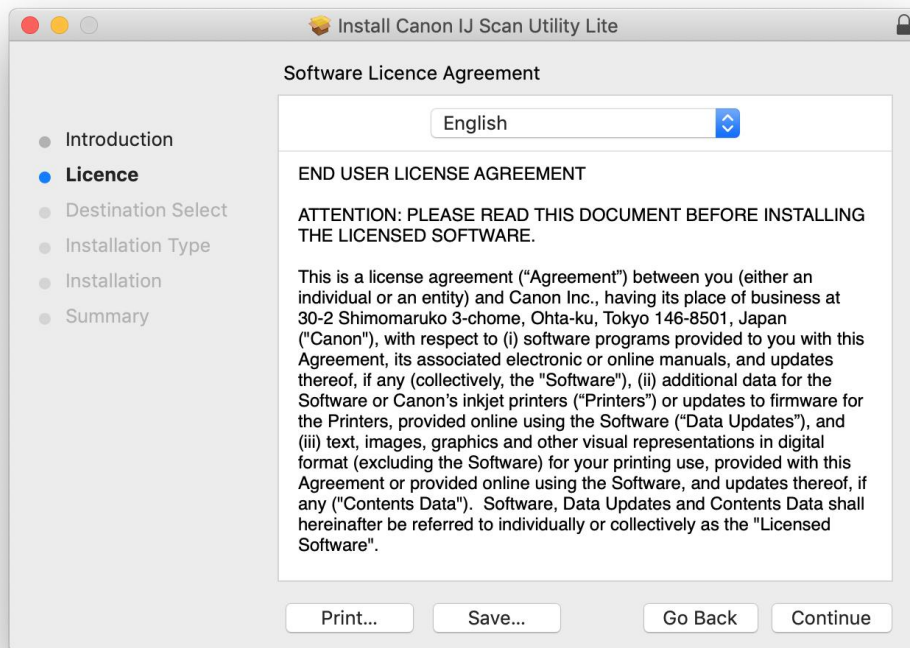 Install Canon IJ Scan Utility Lite
Software Licence Agreement
Introduction
Licence
Destination Select
Installation Type
Installation
Summary
English
END USER LICENSE AGREEMENT
ATTENTION: PLEASE READ THIS DOCUMENT BEFORE INSTALLING
THE LICENSED SOFTWARE.
This is a license agreement (“Agreement”) between you (either an
individual or an entity) and Canon Inc., having its place of business at
30-2 Shimomaruko 3-chome, Ohta-ku, Tokyo 146-8501, Japan
("Canon"), with respect to (i) software programs provided to you with this
Agreement, its associated electronic or online manuals, and updates
thereof, if any (collectively, the "Software"), (ii) additional data for the
Software or Canon’s inkjet printers (“Printers”) or updates to firmware for
the Printers, provided online using the Software (“Data Updates”), and
(iii) text, images, graphics and other visual representations in digital
format (excluding the Software) for your printing use, provided with this
Agreement or provided online using the Software, and updates thereof, if
any ("Contents Data").  Software, Data Updates and Contents Data shall
hereinafter be referred to individually or collectively as the "Licensed
Software".
Print...
Save...
Go Back
Continue